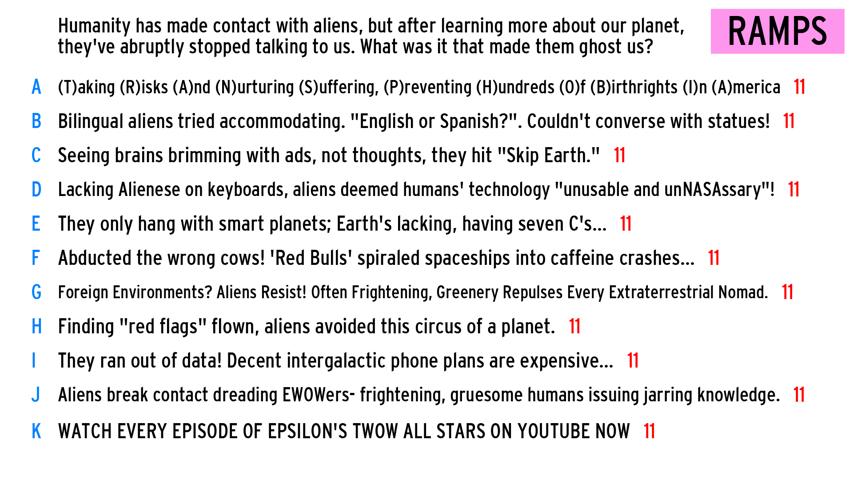 Humanity has made contact with aliens, but after learning more about our planet,
they've abruptly stopped talking to us. What was it that made them ghost us?
RAMPS
A (T)aking (R)isks (A)nd (N)urturing (S)uffering, (P)reventing (H)undreds (O)f (B)irthrights (I)n (A)merica 11
B Bilingual aliens tried accommodating. "English or Spanish?". Couldn't converse with statues! 11
C Seeing brains brimming with ads, not thoughts, they hit "Skip Earth." 11
D Lacking Alienese on keyboards, aliens deemed humans' technology "unusable and unNASAssary"! 11
E They only hang with smart planets; Earth's lacking, having seven C's... 11
F Abducted the wrong cows! 'Red Bulls' spiraled spaceships into caffeine crashes... 11
G Foreign Environments? Aliens Resist! Often Frightening, Greenery Repulses Every Extraterrestrial Nomad. 11
H Finding "red flags" flown, aliens avoided this circus of a planet. 11
I They ran out of data! Decent intergalactic phone plans are expensive... 11
J Aliens break contact dreading EWOWers- frightening, gruesome humans issuing jarring knowledge. 11
K WATCH EVERY EPISODE OF EPSILON'S TWOW ALL STARS ON YOUTUBE NOW 11